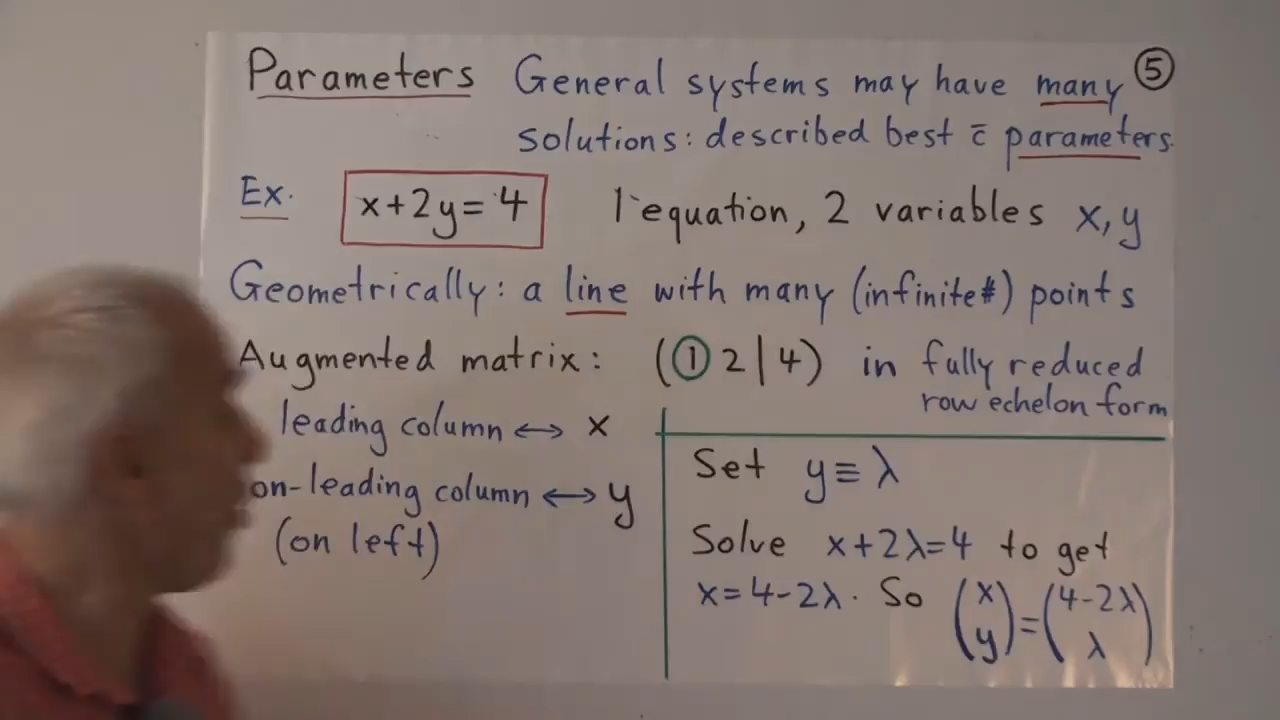 Parameters General systems may have many ⑤
solutions: described best c̄ parameters.
Ex. x+2y=4 1 equation, 2 variables x, y
Geometrically: a line with many (infinite#) points
Augmented matrix: (① 2 | 4) in fully reduced
row echelon form
leading column ↔ x
on-leading column ↔ y
(on left)
Set y≡λ
Solve x+2λ=4 to get
x=4-2λ. So (x y)=(4-2λ λ)